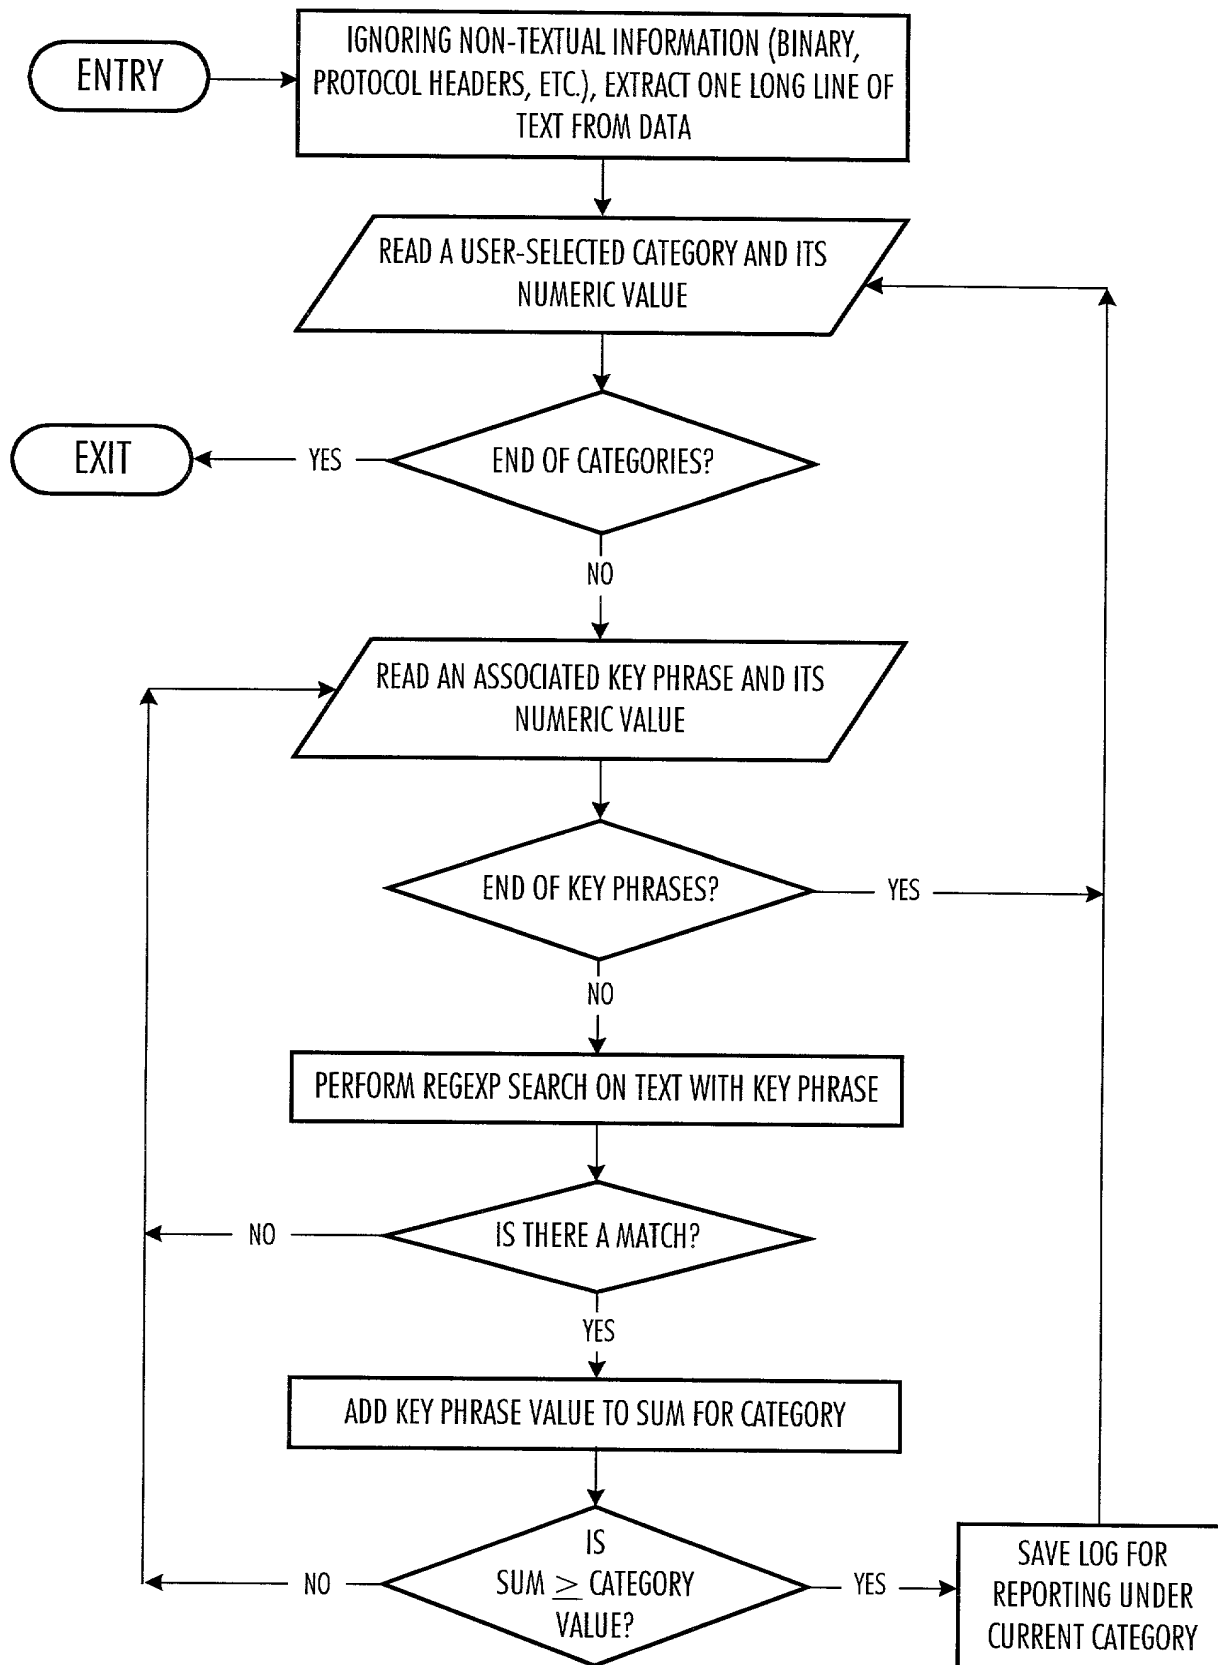 ENTRY
IGNORING NON-TEXTUAL INFORMATION (BINARY,
PROTOCOL HEADERS, ETC.), EXTRACT ONE LONG LINE OF
TEXT FROM DATA
READ A USER-SELECTED CATEGORY AND ITS
NUMERIC VALUE
EXIT
YES
END OF CATEGORIES?
NO
READ AN ASSOCIATED KEY PHRASE AND ITS
NUMERIC VALUE
END OF KEY PHRASES?
YES
NO
PERFORM REGEXP SEARCH ON TEXT WITH KEY PHRASE
NO
IS THERE A MATCH?
YES
ADD KEY PHRASE VALUE TO SUM FOR CATEGORY
NO
IS
SUM ≥ CATEGORY
VALUE?
YES
SAVE LOG FOR
REPORTING UNDER
CURRENT CATEGORY